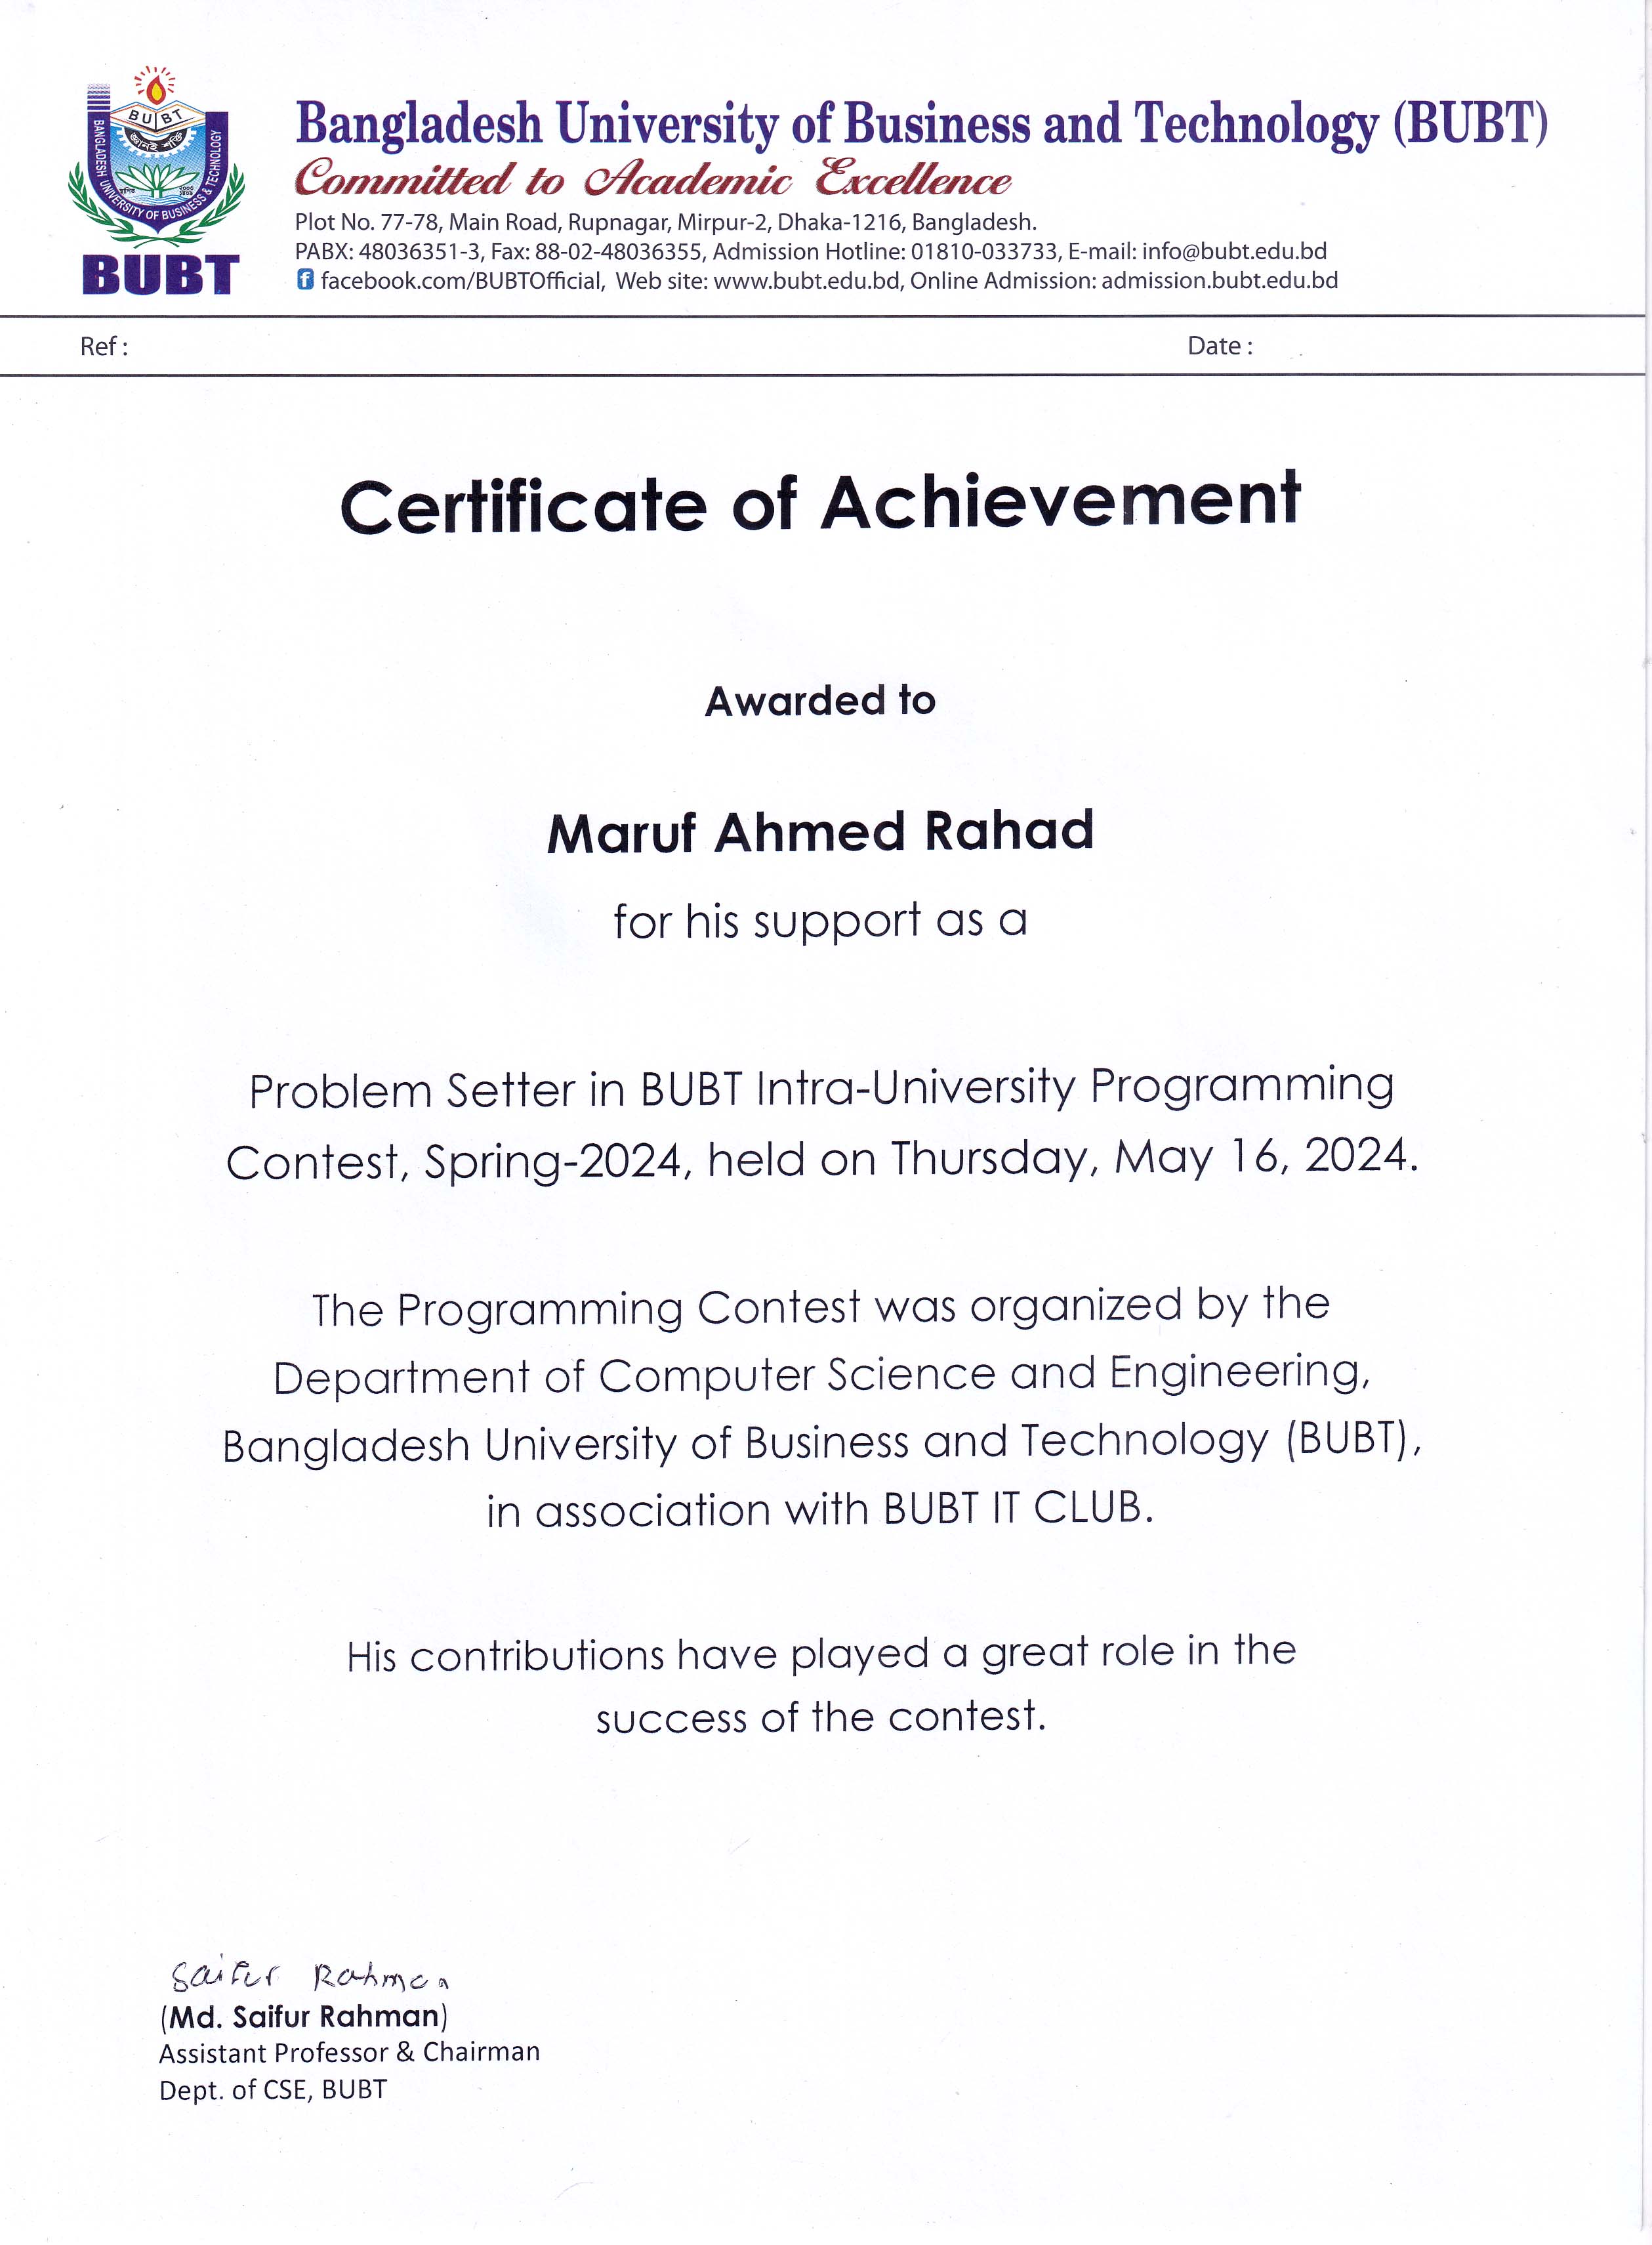 BUBT
জ্ঞানই শক্তি
BANGLADESH UNIVERSITY OF BUSINESS & TECHNOLOGY
স্থাপিত
BUBT
Bangladesh University of Business and Technology (BUBT)
Committed to Academic Excellence
Plot No. 77-78, Main Road, Rupnagar, Mirpur-2, Dhaka-1216, Bangladesh.
PABX: 48036351-3, Fax: 88-02-48036355, Admission Hotline: 01810-033733, E-mail: info@bubt.edu.bd
facebook.com/BUBTOfficial, Web site: www.bubt.edu.bd, Online Admission: admission.bubt.edu.bd
Ref : Date :
Certificate of Achievement
Awarded to
Maruf Ahmed Rahad
for his support as a
Problem Setter in BUBT Intra-University Programming
Contest, Spring-2024, held on Thursday, May 16, 2024.
The Programming Contest was organized by the
Department of Computer Science and Engineering,
Bangladesh University of Business and Technology (BUBT),
in association with BUBT IT CLUB.
His contributions have played a great role in the
success of the contest.
Saifur Rahman
(Md. Saifur Rahman)
Assistant Professor & Chairman
Dept. of CSE, BUBT